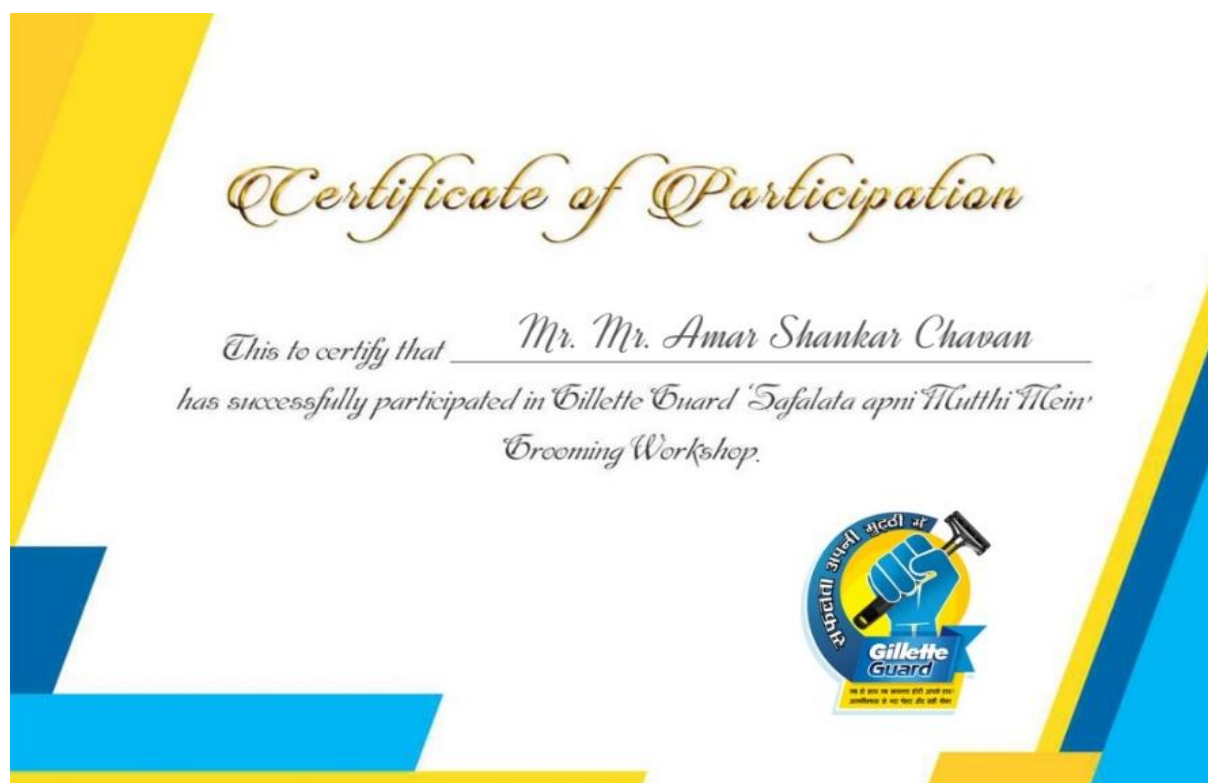 Certificate of Participation
This to certify that Mr. Mr. Amar Shankar Chavan
has successfully participated in Gillette Guard 'Safalata apni Mutthi Mein'
Grooming Workshop.
सफलता अपनी मुट्ठी में
Gillette
Guard